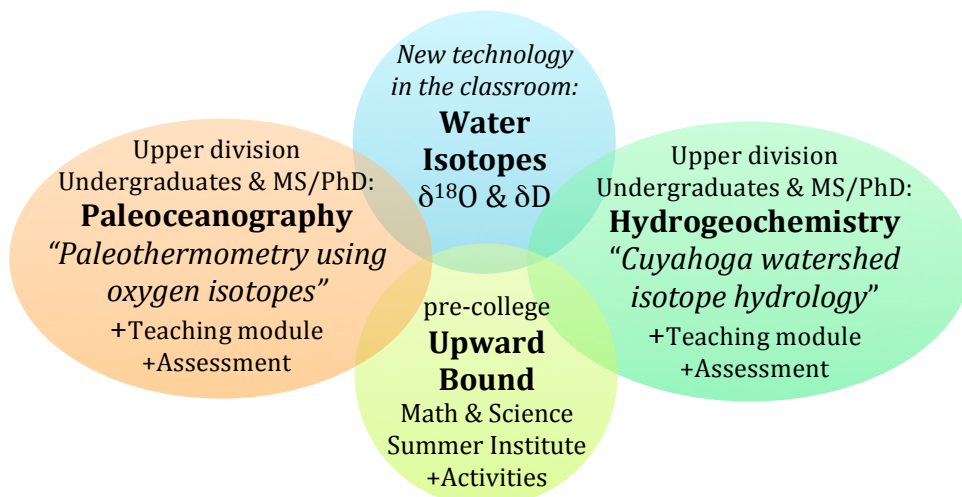 New technology
in the classroom:
Water
Isotopes
δ¹⁸O & δD
Upper division
Undergraduates & MS/PhD:
Paleoceanography
“Paleothermometry using
oxygen isotopes”
+Teaching module
+Assessment
Upper division
Undergraduates & MS/PhD:
Hydrogeochemistry
“Cuyahoga watershed
isotope hydrology”
+Teaching module
+Assessment
pre-college
Upward
Bound
Math & Science
Summer Institute
+Activities